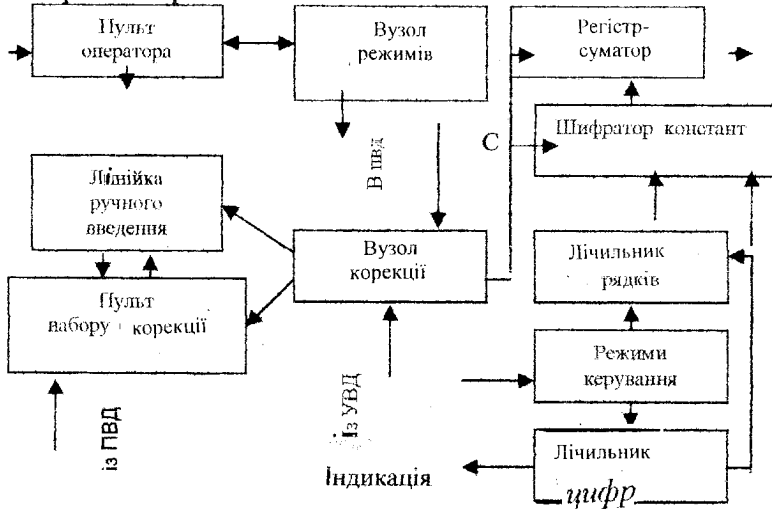 Пульт
оператора
Вузол
режимів
Регістр-
суматор
Шифратор констант
С
В пвд
Лінійка
ручного
введення
Вузол
корекції
Лічильник
рядків
Пульт
набору корекції
Режими
керування
із ПВД
із УВД
Індикація
Лічильник
цифр